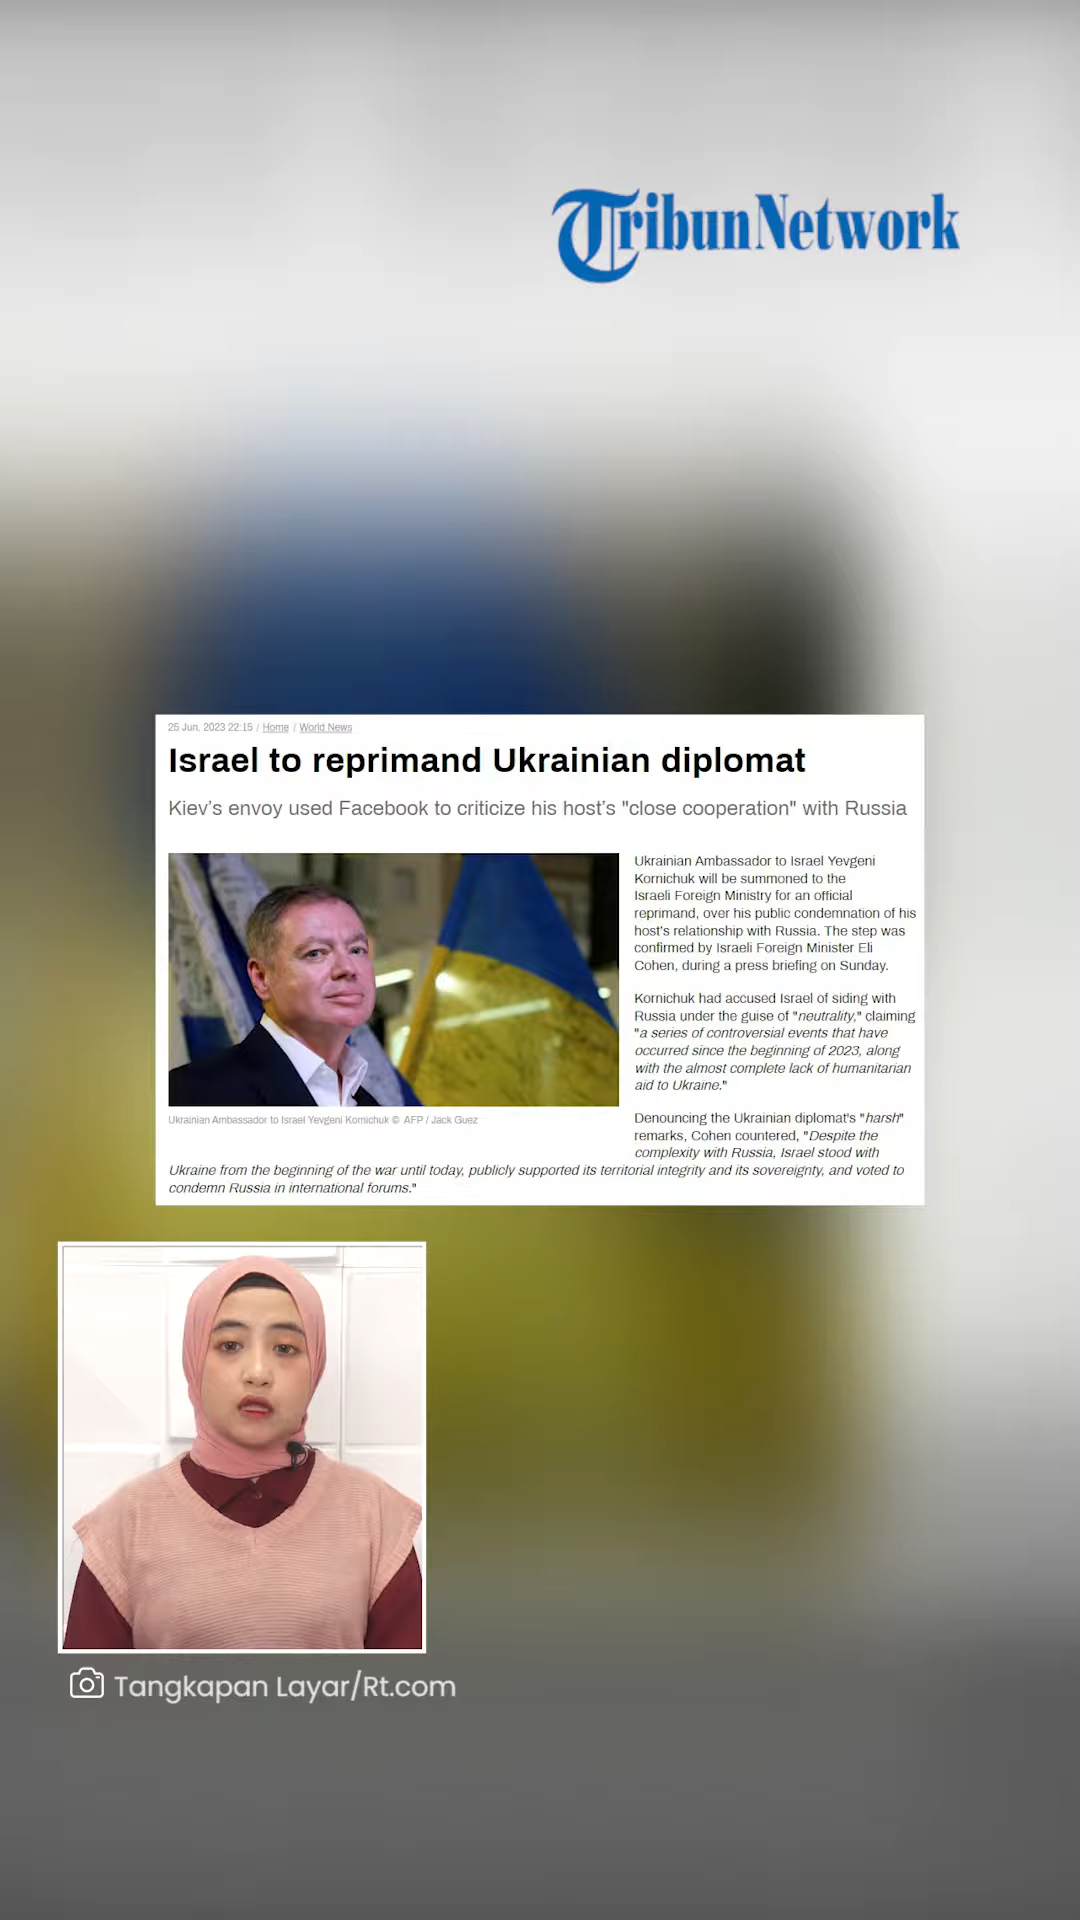 Tribun Network
25 Jun, 2023 22:15 / Home / World News
Israel to reprimand Ukrainian diplomat
Kiev's envoy used Facebook to criticize his host's "close cooperation" with Russia
Ukrainian Ambassador to Israel Yevgeni
Kornichuk will be summoned to the
Israeli Foreign Ministry for an official
reprimand, over his public condemnation of his
host's relationship with Russia. The step was
confirmed by Israeli Foreign Minister Eli
Cohen, during a press briefing on Sunday.
Kornichuk had accused Israel of siding with
Russia under the guise of "neutrality," claiming
"a series of controversial events that have
occurred since the beginning of 2023, along
with the almost complete lack of humanitarian
aid to Ukraine."
Ukrainian Ambassador to Israel Yevgeni Kornichuk © AFP / Jack Guez
Denouncing the Ukrainian diplomat's "harsh"
remarks, Cohen countered, "Despite the
complexity with Russia, Israel stood with
Ukraine from the beginning of the war until today, publicly supported its territorial integrity and its sovereignty, and voted to
condemn Russia in international forums."
Tangkapan Layar/Rt.com